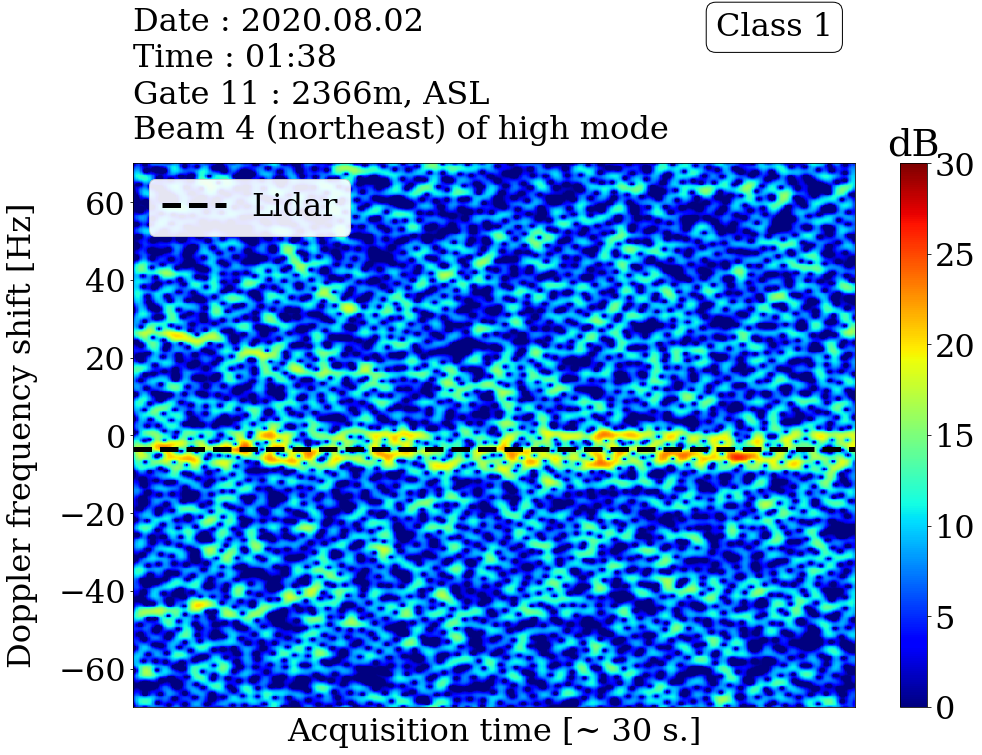 Date : 2020.08.02
Time : 01:38
Gate 11 : 2366m, ASL
Beam 4 (northeast) of high mode
Class 1
dB
Lidar
Doppler frequency shift [Hz]
60
40
20
0
−20
−40
−60
30
25
20
15
10
5
0
Acquisition time [~ 30 s.]